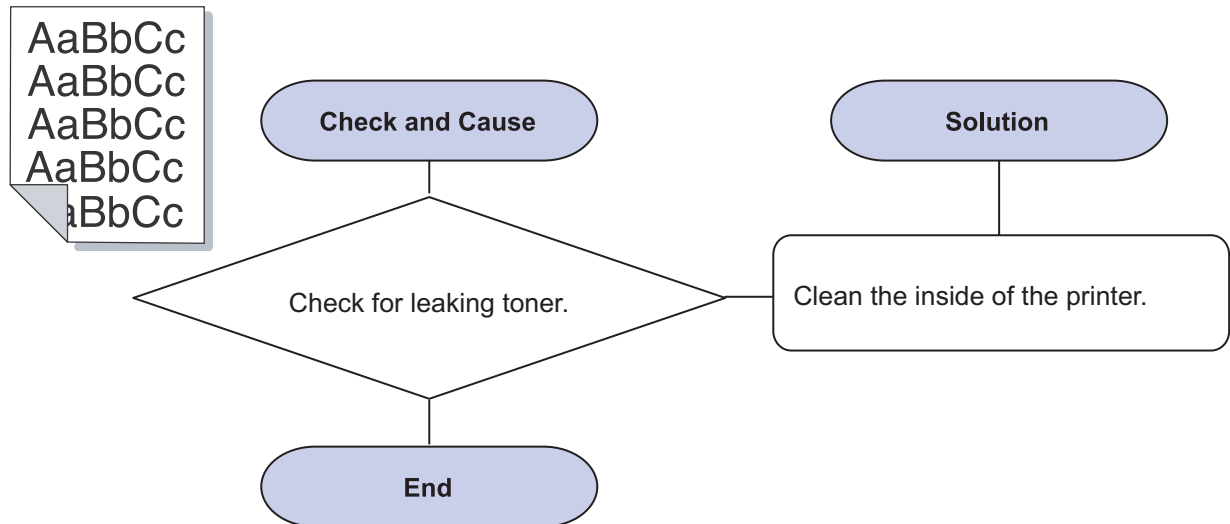 AaBbCc
AaBbCc
AaBbCc
AaBbCc
aBbCc
Check and Cause
Solution
Check for leaking toner.
Clean the inside of the printer.
End